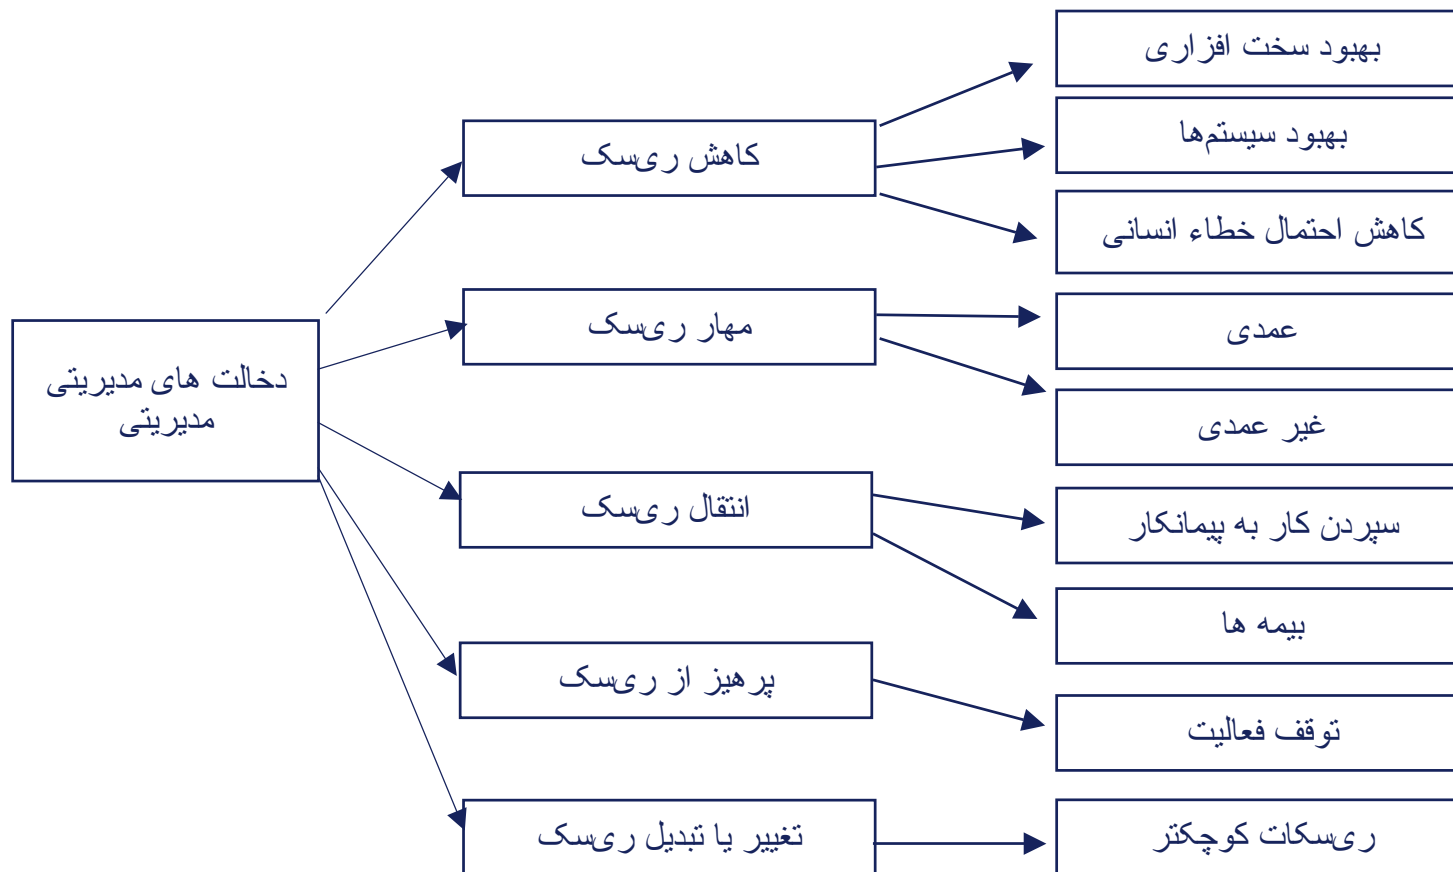 دخالت های مدیریتی
مدیریتی
کاهش ریسک
بهبود سخت افزاری
بهبود سیستم‌ها
کاهش احتمال خطاء انسانی
مهار ریسک
عمدی
غیر عمدی
انتقال ریسک
سپردن کار به پیمانکار
بیمه ها
پرهیز از ریسک
توقف فعالیت
تغییر یا تبدیل ریسک
ریسکات کوچکتر